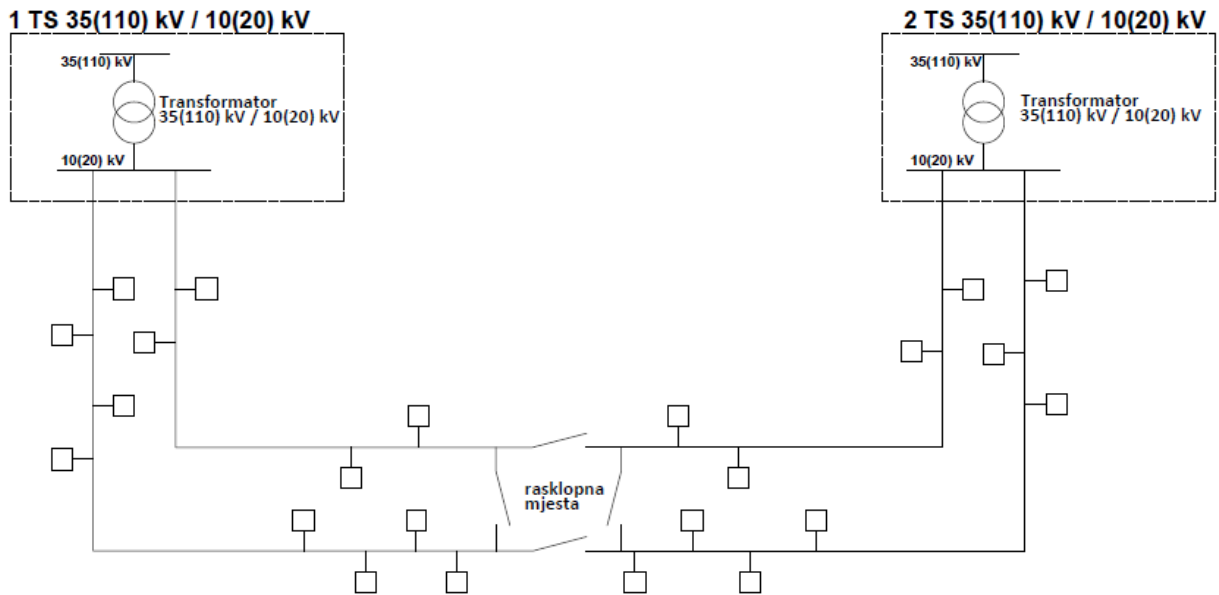 1 TS 35(110) kV / 10(20) kV
35(110) kV
Transformator
35(110) kV / 10(20) kV
10(20) kV
2 TS 35(110) kV / 10(20) kV
35(110) kV
Transformator
35(110) kV / 10(20) kV
10(20) kV
rasklopna
mjesta